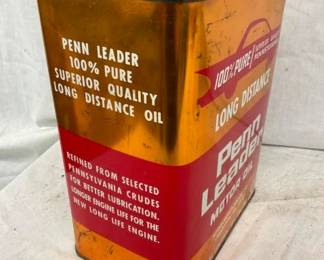 PENN LEADER
100% PURE
SUPERIOR QUALITY
LONG DISTANCE OIL
REFINED FROM SELECTED
PENNSYLVANIA CRUDES
FOR BETTER LUBRICATION.
LONGER ENGINE LIFE FOR THE
NEW LONG LIFE ENGINE.
100% PURE
LONG DISTANCE
Penn
Leader
MOTOR OIL